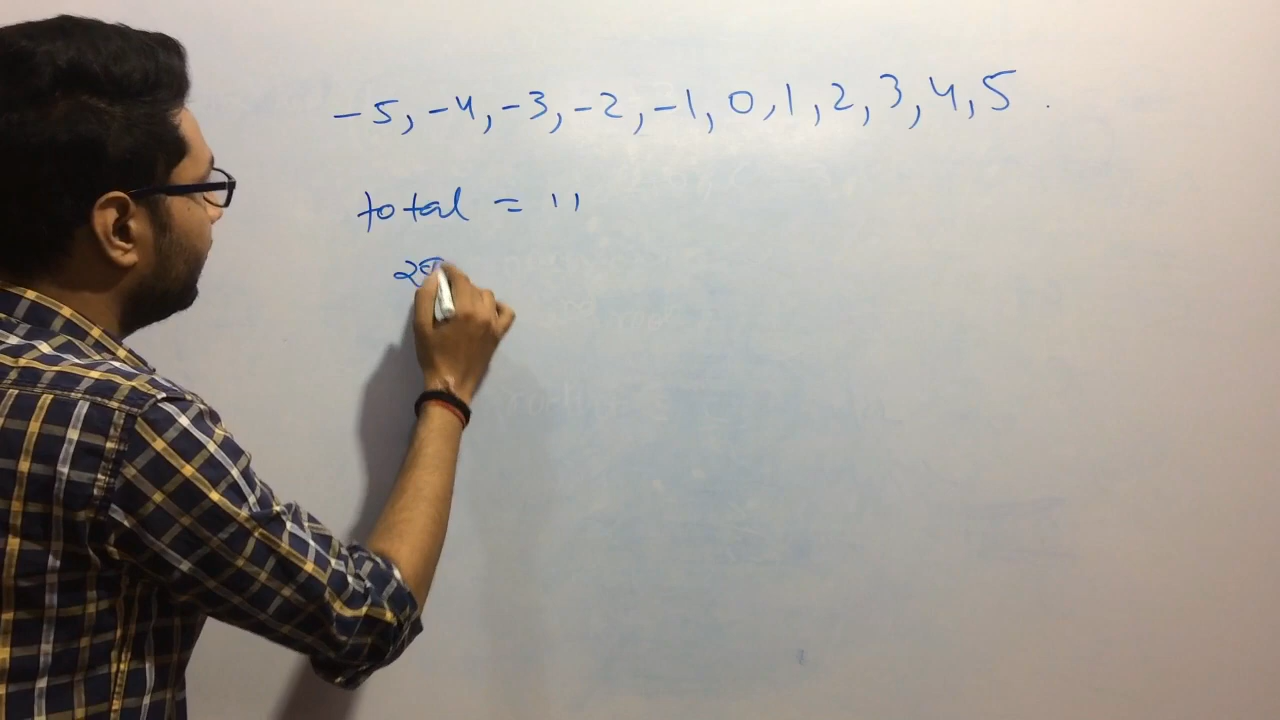 -5, -4, -3, -2, -1, 0, 1, 2, 3, 4, 5 .
total = 11